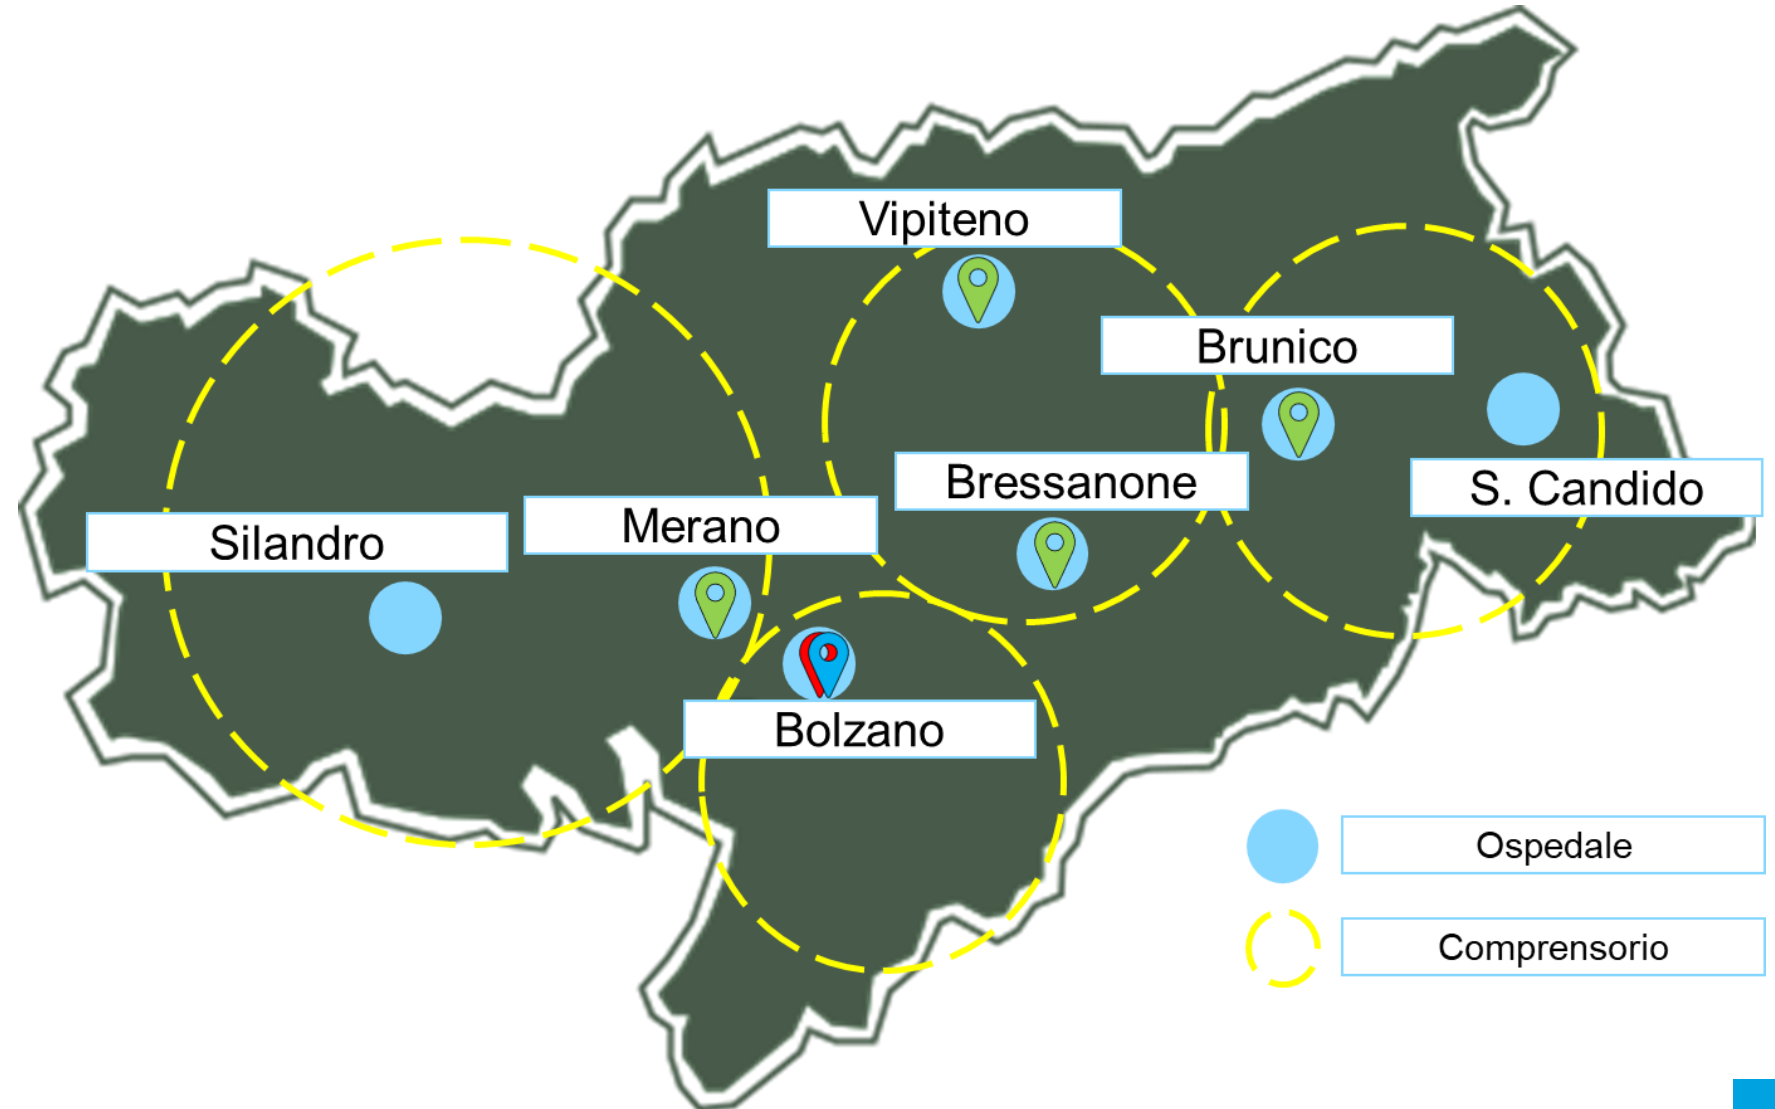 Vipiteno
Brunico
Bressanone
S. Candido
Merano
Silandro
Bolzano
Ospedale
Comprensorio